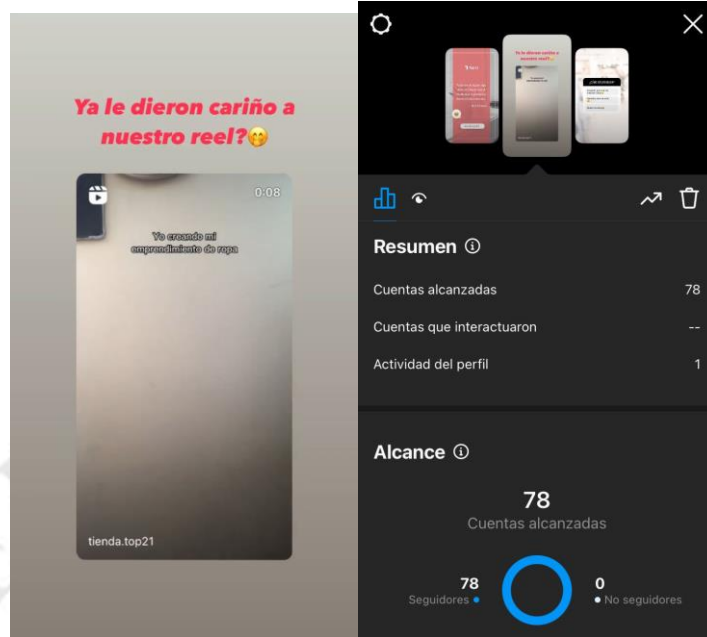 Ya le dieron cariño a
nuestro reel?🤭
0:08
Yo creando mi
emprendimiento de ropa
tienda.top21
Resumen
Cuentas alcanzadas 78
Cuentas que interactuaron --
Actividad del perfil 1
Alcance
78
Cuentas alcanzadas
78 0
Seguidores No seguidores